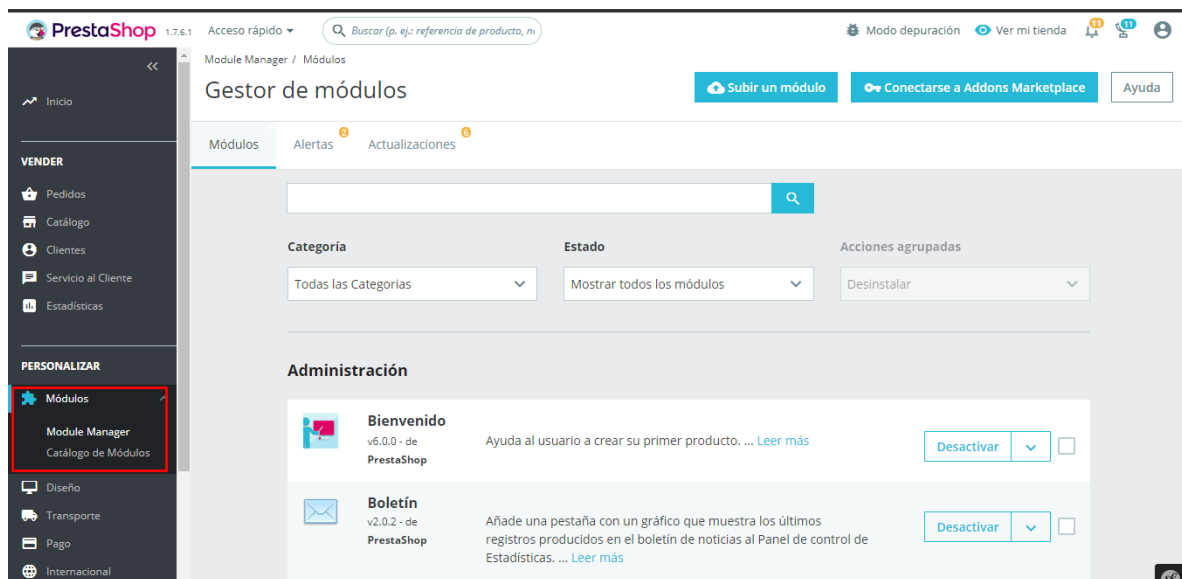 PrestaShop 1.7.6.1 Acceso rápido Buscar (p. ej.: referencia de producto, n Modo depuración Ver mi tienda 11 11
Module Manager / Módulos
Gestor de módulos
Subir un módulo Conectarse a Addons Marketplace Ayuda
Módulos Alertas 2 Actualizaciones 6
Inicio
VENDER
Pedidos
Catálogo
Clientes
Servicio al Cliente
Estadísticas
PERSONALIZAR
Módulos
Module Manager
Catálogo de Módulos
Diseño
Transporte
Pago
Internacional
Categoría Estado Acciones agrupadas
Todas las Categorias Mostrar todos los módulos Desinstalar
Administración
Bienvenido
v6.0.0 - de
PrestaShop
Ayuda al usuario a crear su primer producto. ... Leer más
Desactivar
Boletín
v2.0.2 - de
PrestaShop
Añade una pestaña con un gráfico que muestra los últimos
registros producidos en el boletín de noticias al Panel de control de
Estadísticas. ... Leer más
Desactivar